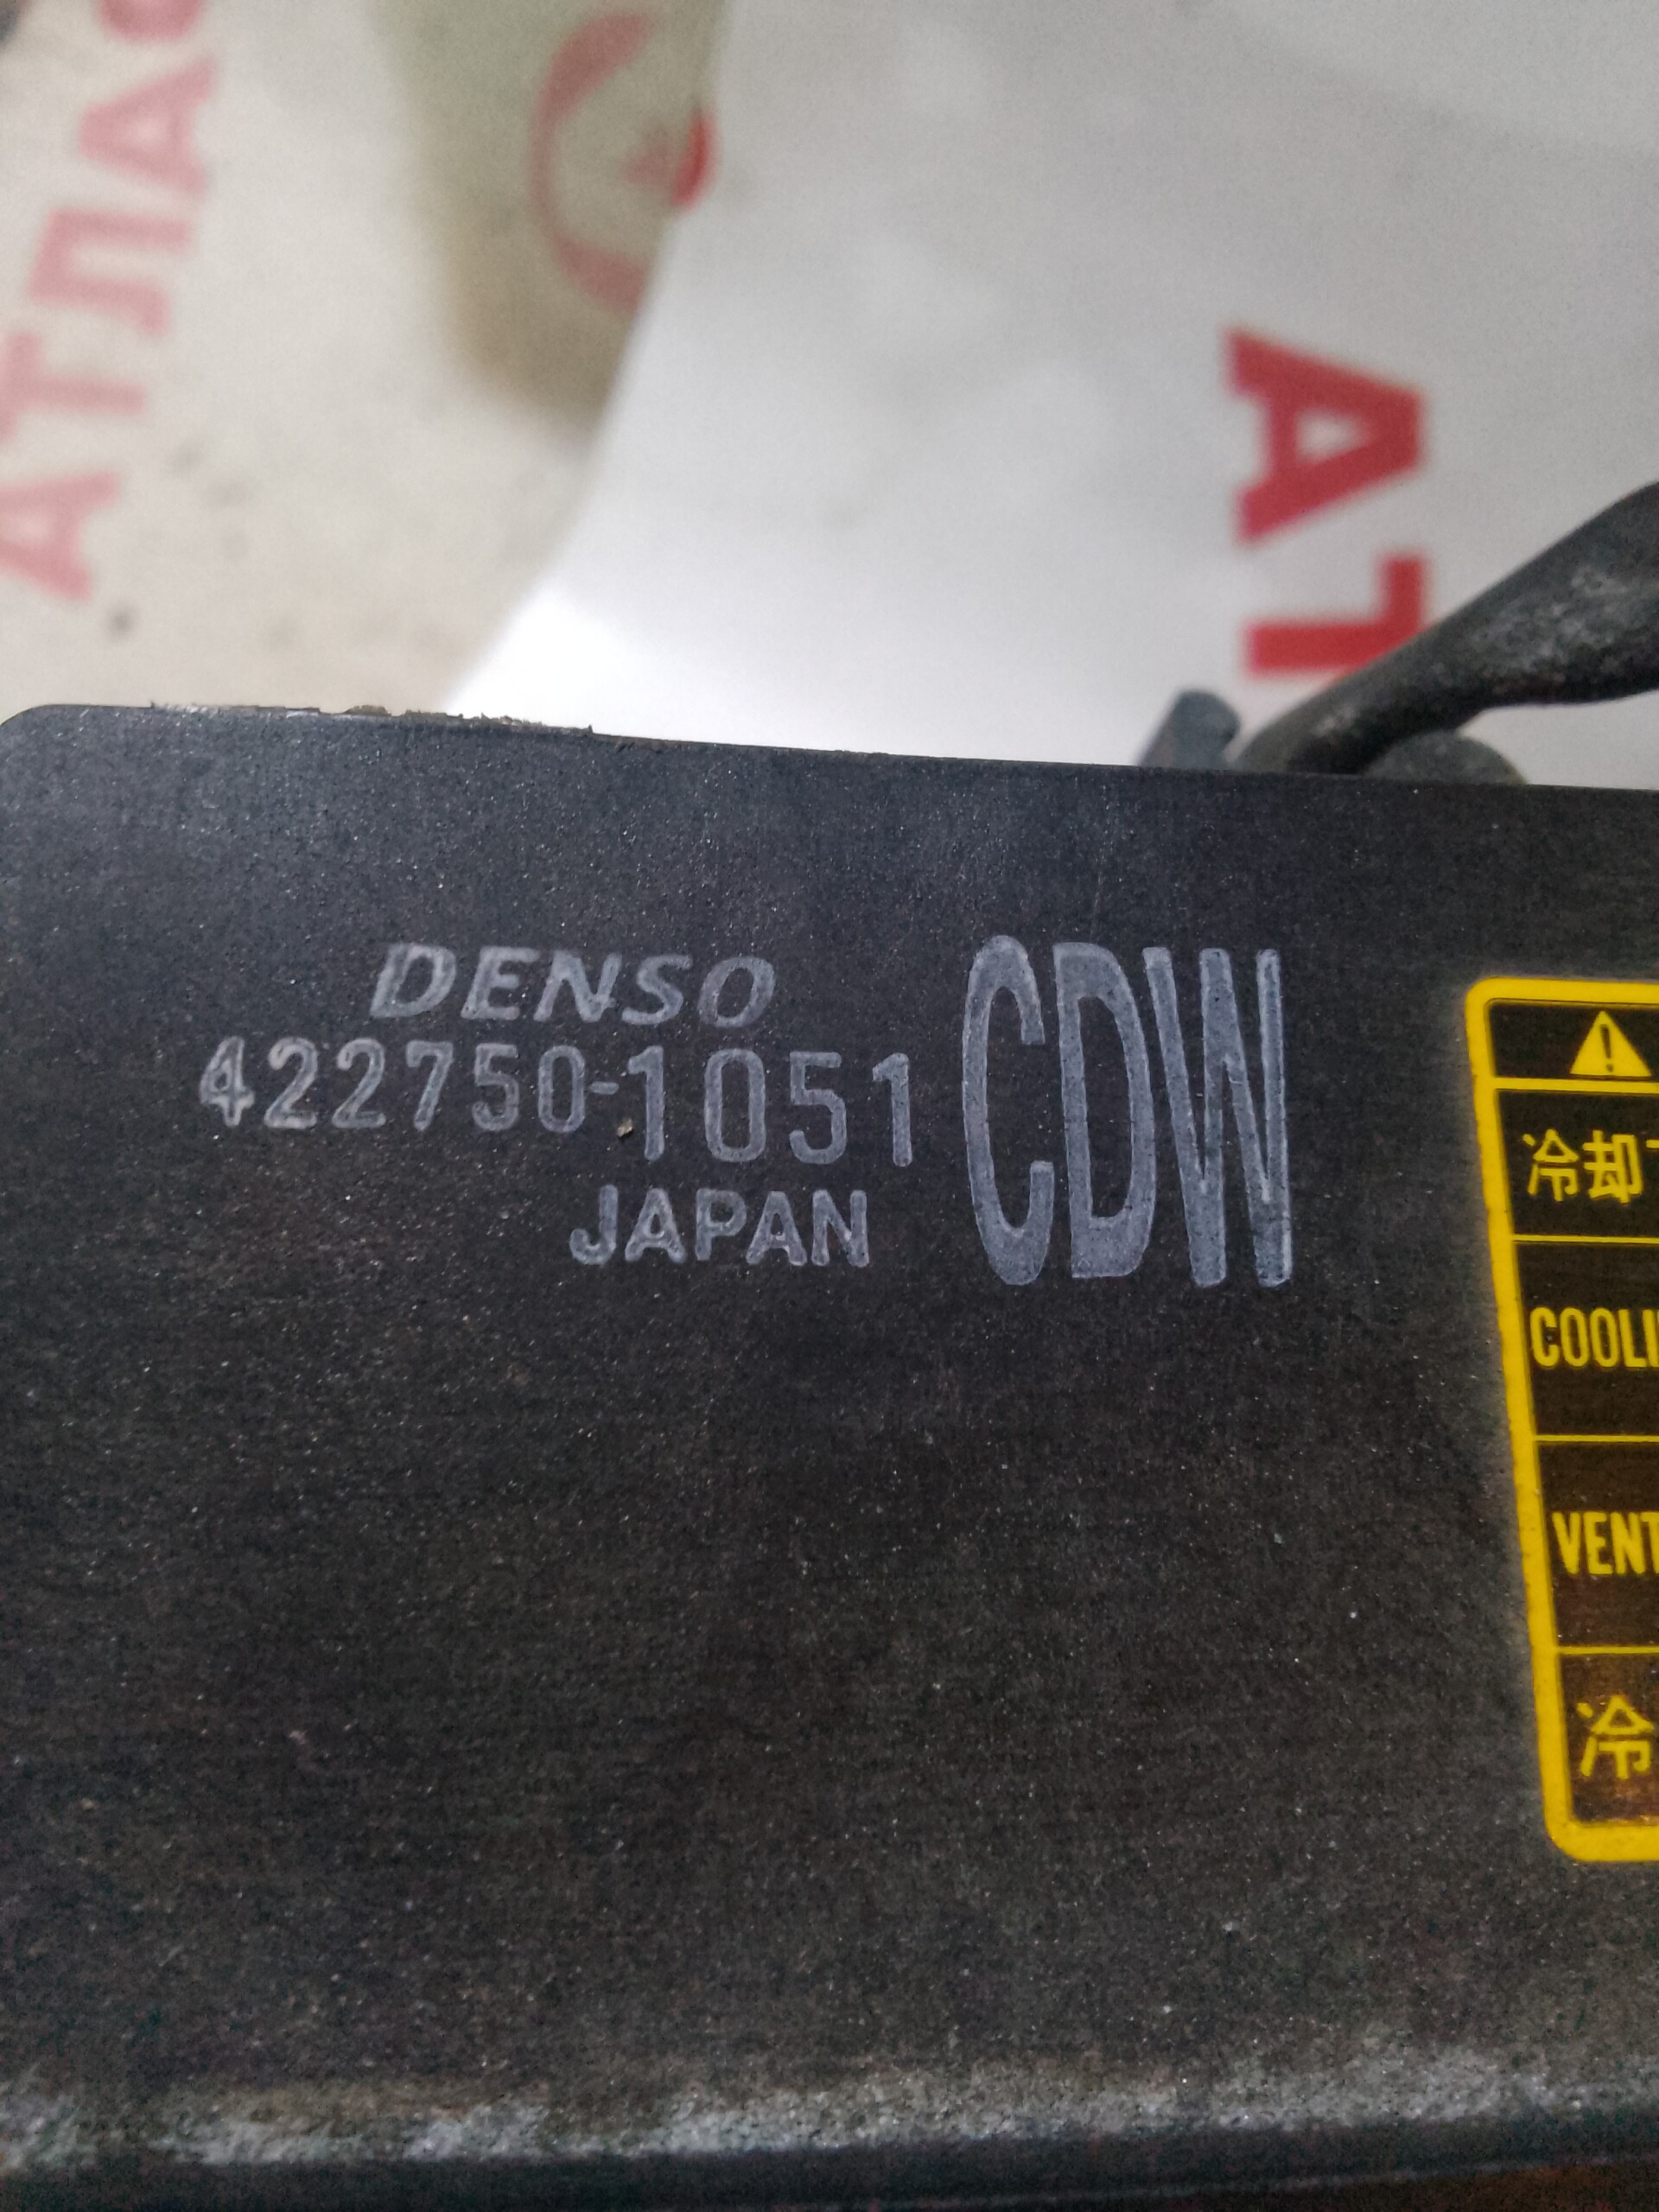 АТЛАС
АТ
DENSO
422750-1051
JAPAN
CDW
冷却
COOLI
VENT
冷